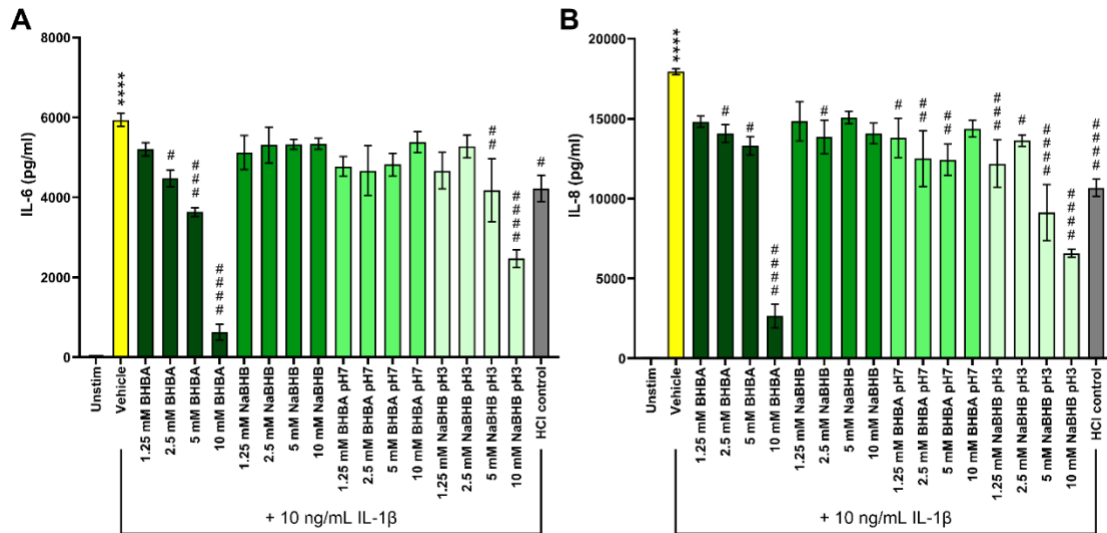 A
IL-6 (pg/ml)
8000
6000
4000
2000
0
****
#
###
####
##
####
#
Unstim
Vehicle
1.25 mM BHBA
2.5 mM BHBA
5 mM BHBA
10 mM BHBA
1.25 mM NaBHB
2.5 mM NaBHB
5 mM NaBHB
10 mM NaBHB
1.25 mM BHBA pH7
2.5 mM BHBA pH7
5 mM BHBA pH7
10 mM BHBA pH7
1.25 mM NaBHB pH3
2.5 mM NaBHB pH3
5 mM NaBHB pH3
10 mM NaBHB pH3
HCl control
+ 10 ng/mL IL-1β
B
IL-8 (pg/ml)
20000
15000
10000
5000
0
****
#
#
####
#
#
##
##
###
#
####
####
####
Unstim
Vehicle
1.25 mM BHBA
2.5 mM BHBA
5 mM BHBA
10 mM BHBA
1.25 mM NaBHB
2.5 mM NaBHB
5 mM NaBHB
10 mM NaBHB
1.25 mM BHBA pH7
2.5 mM BHBA pH7
5 mM BHBA pH7
10 mM BHBA pH7
1.25 mM NaBHB pH3
2.5 mM NaBHB pH3
5 mM NaBHB pH3
10 mM NaBHB pH3
HCl control
+ 10 ng/mL IL-1β